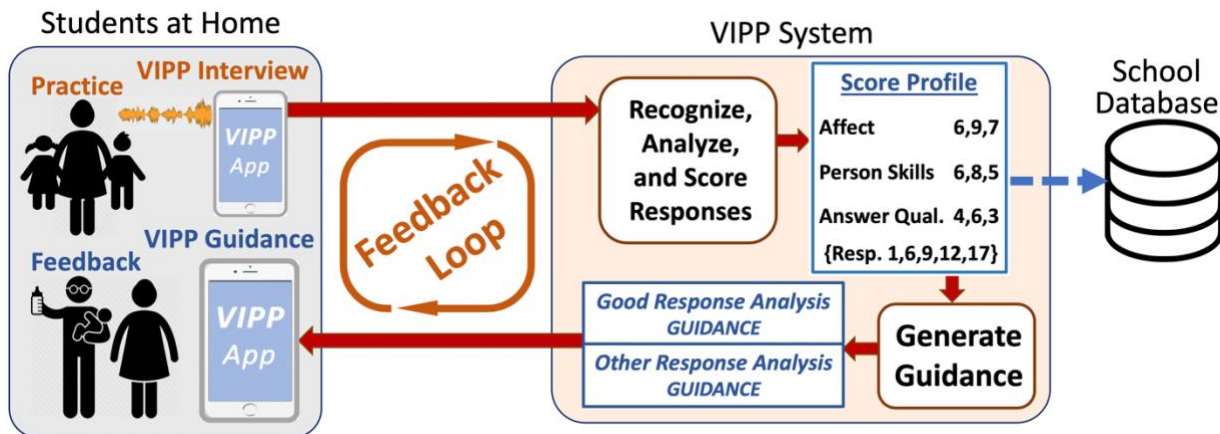 Students at Home
Practice
VIPP Interview
VIPP
App
Feedback
VIPP Guidance
VIPP
App
Feedback
Loop
VIPP System
Recognize,
Analyze,
and Score
Responses
Score Profile
Affect 6,9,7
Person Skills 6,8,5
Answer Qual. 4,6,3
{Resp. 1,6,9,12,17}
Good Response Analysis
GUIDANCE
Other Response Analysis
GUIDANCE
Generate
Guidance
School
Database